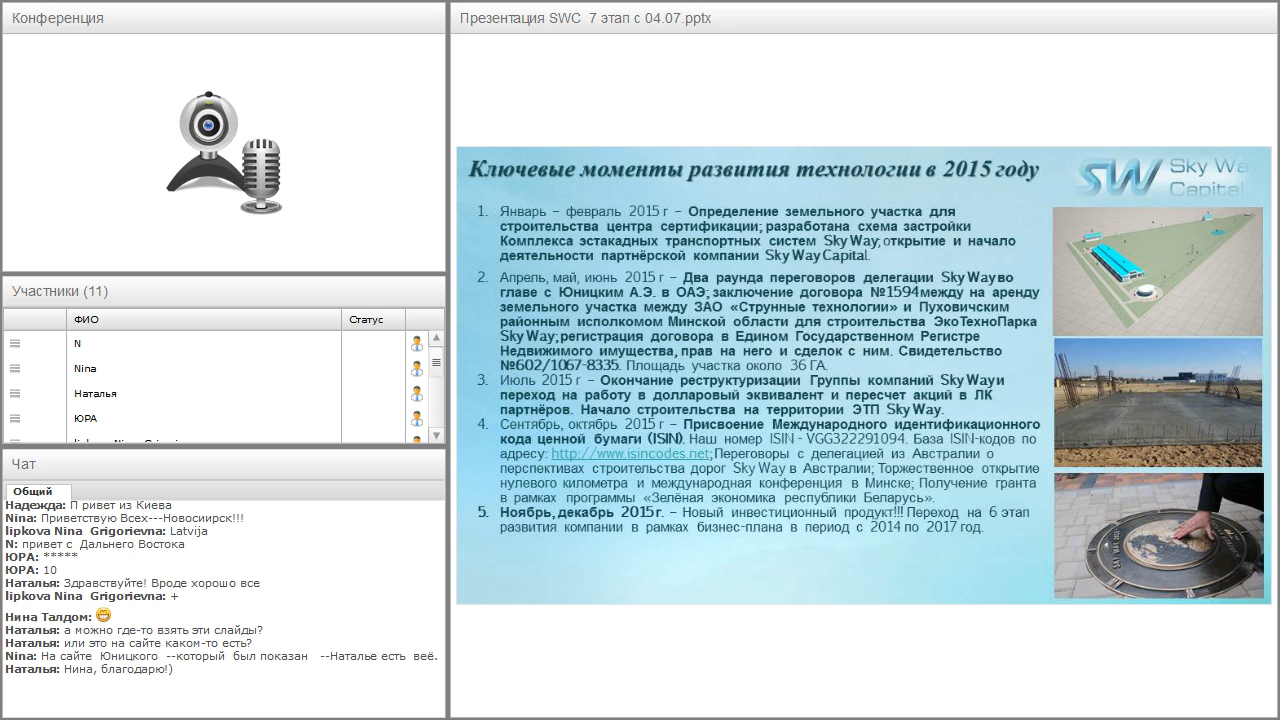 Конференция
Участники (11)
ФИО
Статус
N
Nina
Наталья
ЮРА
Чат
Общий
Надежда: П ривет из Киева
Nina: Приветствую Всех---Новосиирск!!!
lipkova Nina Grigorievna: Latvija
N: привет с Дальнего Востока
ЮРА: *****
ЮРА: 10
Наталья: Здравствуйте! Вроде хорошо все
lipkova Nina Grigorievna: +
Нина Талдом:
Наталья: а можно где-то взять эти слайды?
Наталья: или это на сайте каком-то есть?
Nina: На сайте Юницкого --который был показан --Наталье есть веё.
Наталья: Нина, благодарю!)
Презентация SWC 7 этап с 04.07.pptx
Ключевые моменты развития технологии в 2015 году
SW Sky Wa
Capital
1. Январь – февраль 2015 г – Определение земельного участка для
строительства центра сертификации; разработана схема застройки
Комплекса эстакадных транспортных систем Sky Way; открытие и начало
деятельности партнёрской компании Sky Way Capital.
2. Апрель, май, июнь 2015 г – Два раунда переговоров делегации Sky Way во
главе с Юницким А.Э. в ОАЭ; заключение договора №1594 между на аренду
земельного участка между ЗАО «Струнные технологии» и Пуховичским
районным исполкомом Минской области для строительства ЭкоТехноПарка
Sky Way; регистрация договора в Едином Государственном Регистре
Недвижимого имущества, прав на него и сделок с ним. Свидетельство
№602/1067-8335. Площадь участка около 36 ГА.
3. Июль 2015 г – Окончание реструктуризации Группы компаний Sky Way и
переход на работу в долларовый эквивалент и пересчет акций в ЛК
партнёров. Начало строительства на территории ЭТП Sky Way.
4. Сентябрь, октябрь 2015 г – Присвоение Международного идентификационного
кода ценной бумаги (ISIN). Наш номер ISIN - VGG322291094. База ISIN-кодов по
адресу: http://www.isincodes.net; Переговоры с делегацией из Австралии о
перспективах строительства дорог Sky Way в Австралии; Торжественное открытие
нулевого километра и международная конференция в Минске; Получение гранта
в рамках программы «Зелёная экономика республики Беларусь».
5. Ноябрь, декабрь 2015 г. – Новый инвестиционный продукт!!! Переход на 6 этап
развития компании в рамках бизнес-плана в период с 2014 по 2017 год.